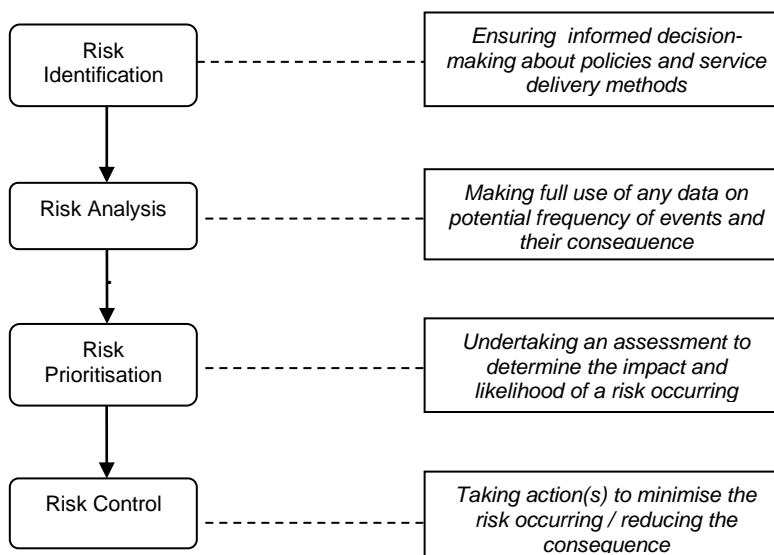 Risk
Identification
Ensuring informed decision-
making about policies and service
delivery methods
Risk Analysis
Making full use of any data on
potential frequency of events and
their consequence
Risk
Prioritisation
Undertaking an assessment to
determine the impact and
likelihood of a risk occurring
Risk Control
Taking action(s) to minimise the
risk occurring / reducing the
consequence